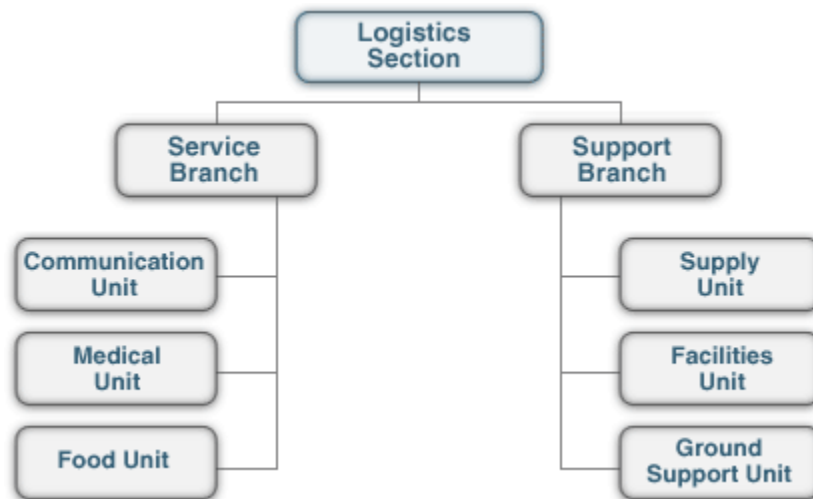 Logistics
Section
Service
Branch
Support
Branch
Communication
Unit
Supply
Unit
Medical
Unit
Facilities
Unit
Food Unit
Ground
Support Unit